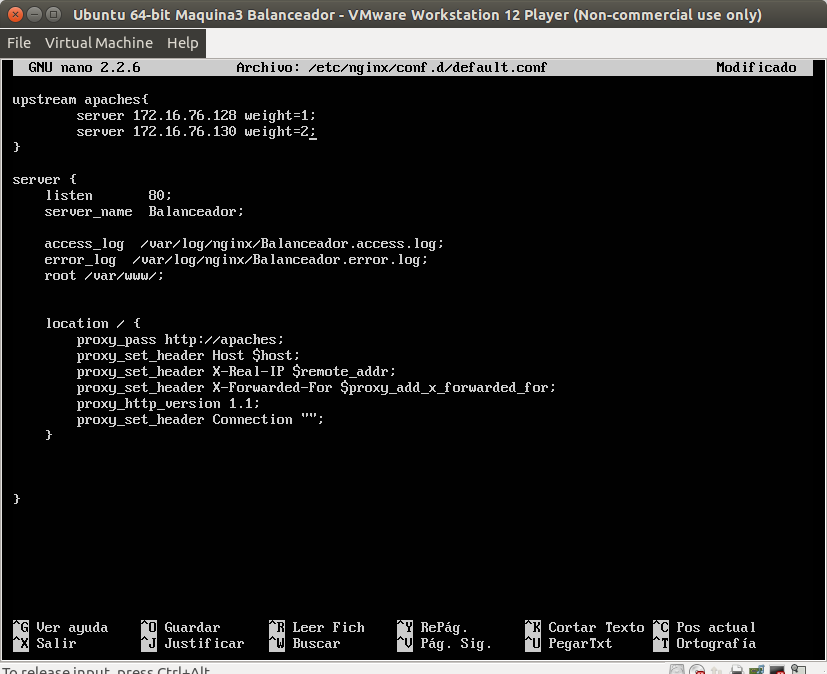 Ubuntu 64-bit Maquina3 Balanceador - VMware Workstation 12 Player (Non-commercial use only)
File Virtual Machine Help
GNU nano 2.2.6 Archivo: /etc/nginx/conf.d/default.conf Modificado
upstream apaches{
server 172.16.76.128 weight=1;
server 172.16.76.130 weight=2;
}
server {
listen 80;
server_name Balanceador;
access_log /var/log/nginx/Balanceador.access.log;
error_log /var/log/nginx/Balanceador.error.log;
root /var/www/;
location / {
proxy_pass http://apaches;
proxy_set_header Host $host;
proxy_set_header X-Real-IP $remote_addr;
proxy_set_header X-Forwarded-For $proxy_add_x_forwarded_for;
proxy_http_version 1.1;
proxy_set_header Connection "";
}
}
^G Ver ayuda ^O Guardar ^R Leer Fich ^Y RePág. ^K Cortar Texto ^C Pos actual
^X Salir ^J Justificar ^W Buscar ^V Pág. Sig. ^U PegarTxt ^T Ortografía
To release input, press Ctrl+Alt